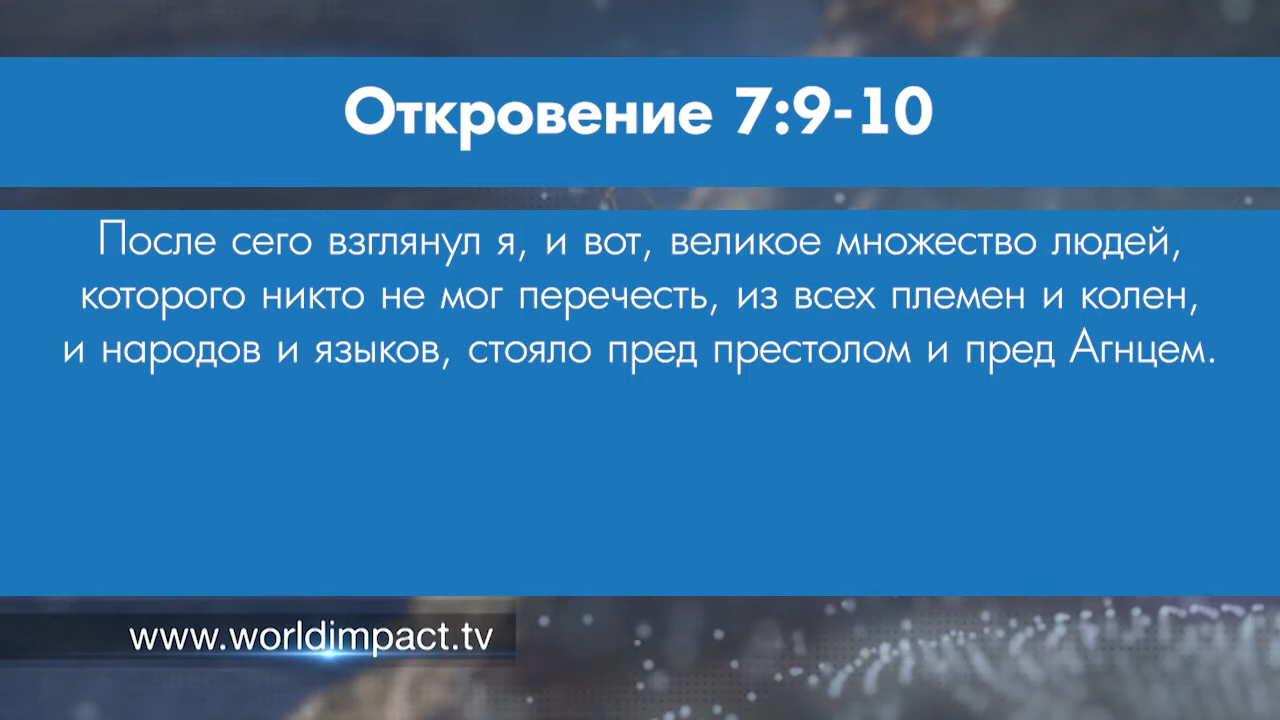 Откровение 7:9-10
После сего взглянул я, и вот, великое множество людей,
которого никто не мог перечесть, из всех племен и колен,
и народов и языков, стояло пред престолом и пред Агнцем.
www.worldimpact.tv